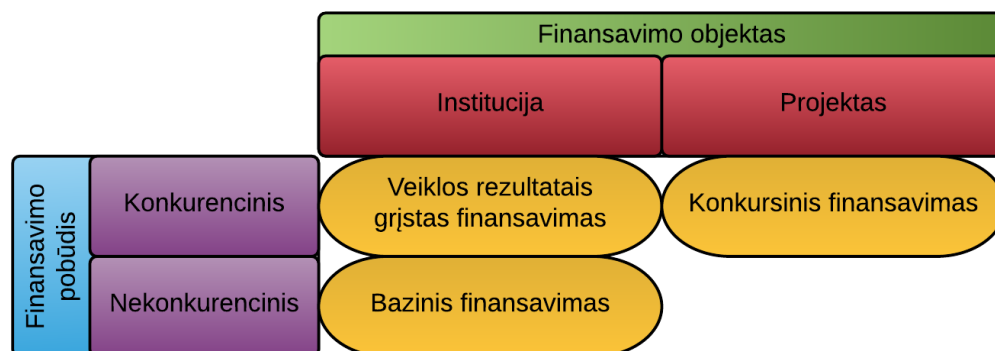 Finansavimo objektas
Institucija
Projektas
Finansavimo
pobūdis
Konkurencinis
Veiklos rezultatais
grįstas finansavimas
Konkursinis finansavimas
Nekonkurencinis
Bazinis finansavimas